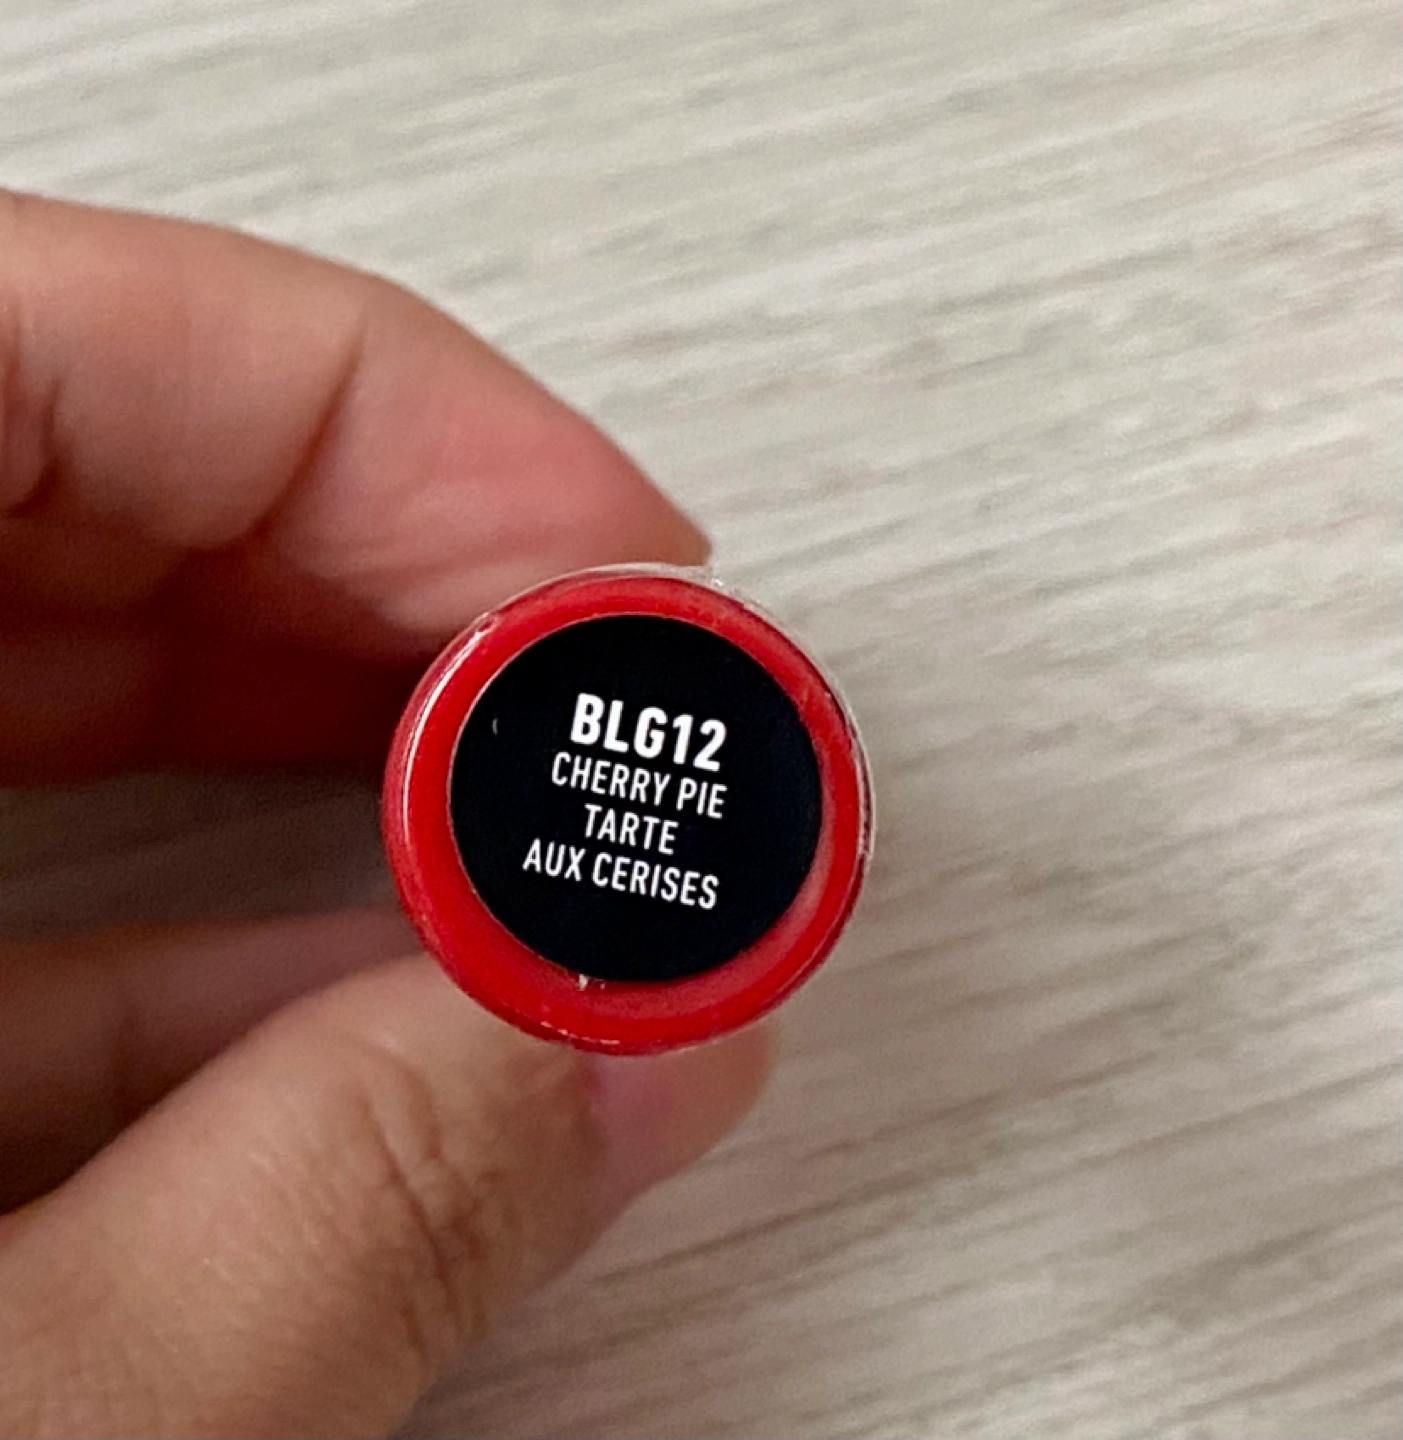 BLG12
CHERRY PIE
TARTE
AUX CERISES